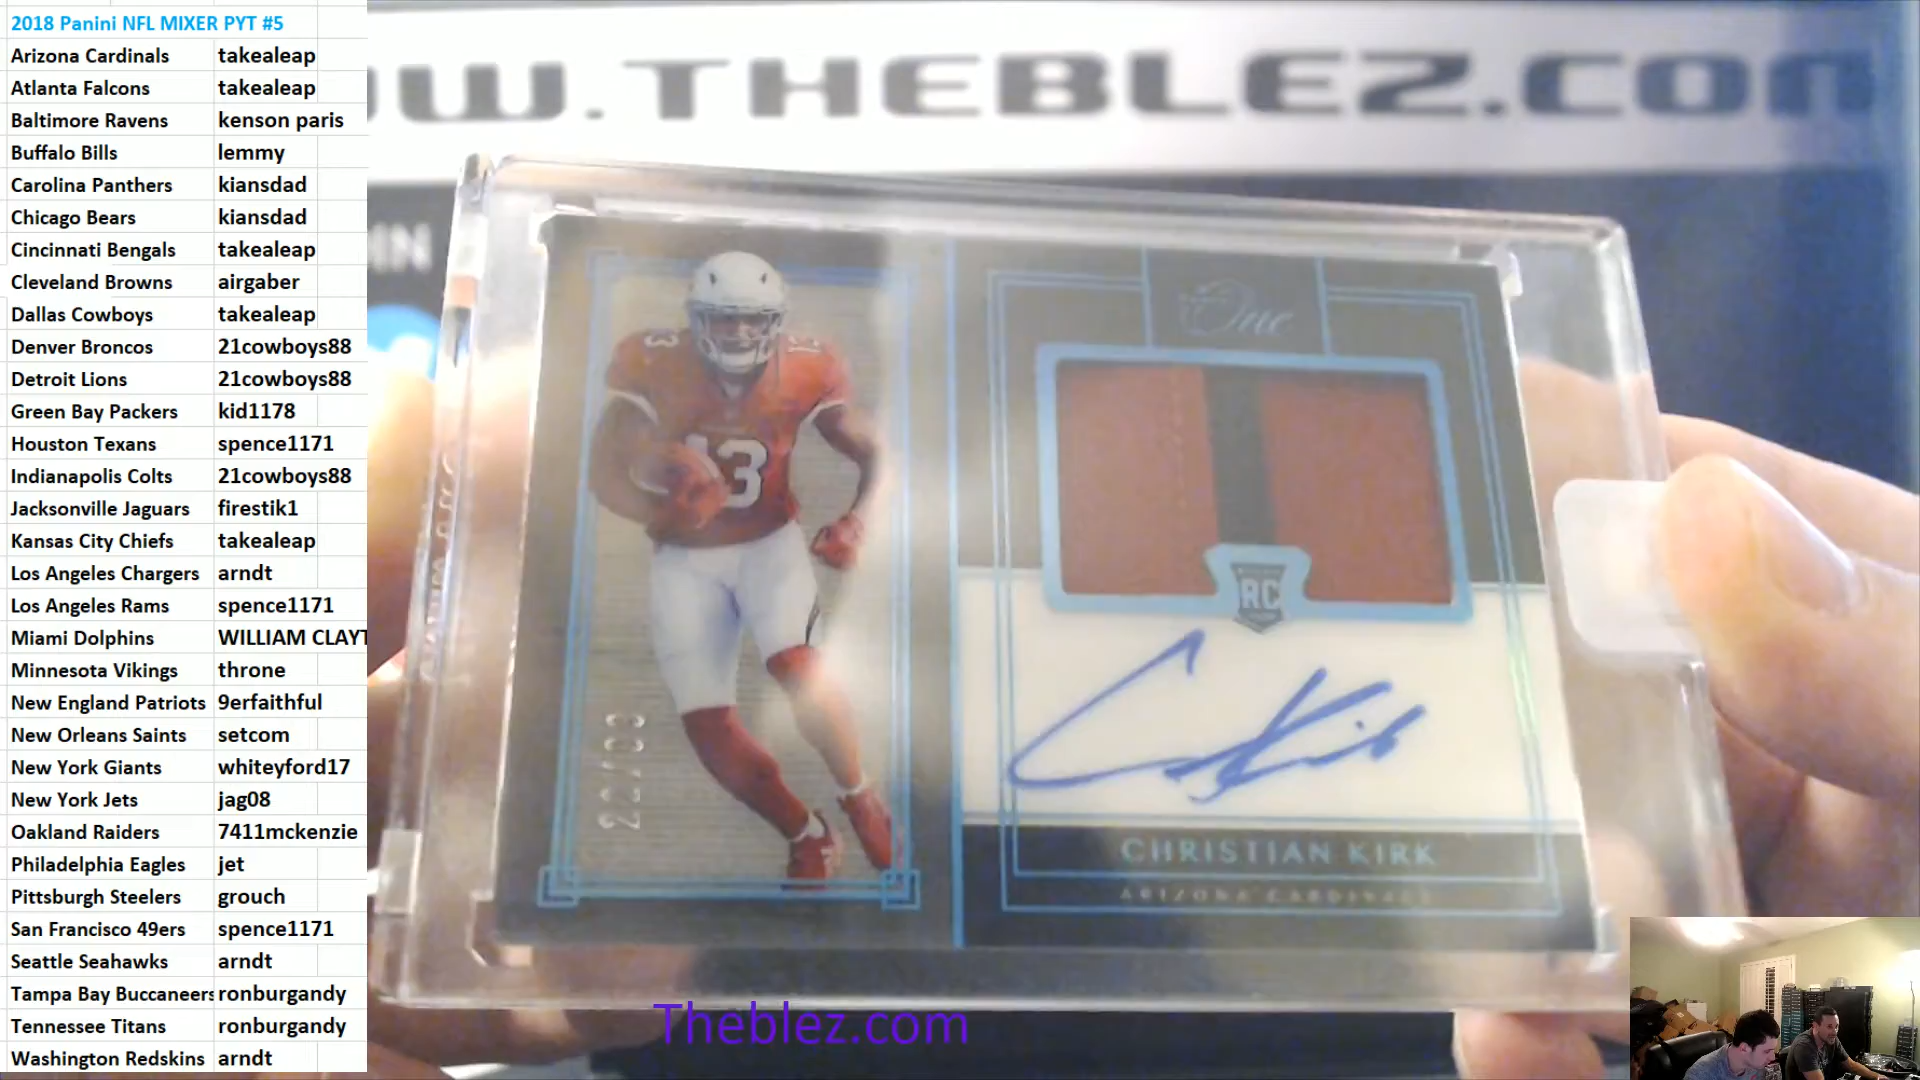 2018 Panini NFL MIXER PYT #5
Arizona Cardinals takealeap
Atlanta Falcons takealeap
Baltimore Ravens kenson paris
Buffalo Bills lemmy
Carolina Panthers kiansdad
Chicago Bears kiansdad
Cincinnati Bengals takealeap
Cleveland Browns airgaber
Dallas Cowboys takealeap
Denver Broncos 21cowboys88
Detroit Lions 21cowboys88
Green Bay Packers kid1178
Houston Texans spence1171
Indianapolis Colts 21cowboys88
Jacksonville Jaguars firestik1
Kansas City Chiefs takealeap
Los Angeles Chargers arndt
Los Angeles Rams spence1171
Miami Dolphins WILLIAM CLAYT
Minnesota Vikings throne
New England Patriots 9erfaithful
New Orleans Saints setcom
New York Giants whiteyford17
New York Jets jag08
Oakland Raiders 7411mckenzie
Philadelphia Eagles jet
Pittsburgh Steelers grouch
San Francisco 49ers spence1171
Seattle Seahawks arndt
Tampa Bay Buccaneers ronburgandy
Tennessee Titans ronburgandy
Washington Redskins arndt
W.THEBLEZ.COM
One
13
13
RC
CHRISTIAN KIRK
ARIZONA CARDINALS
Theblez.com